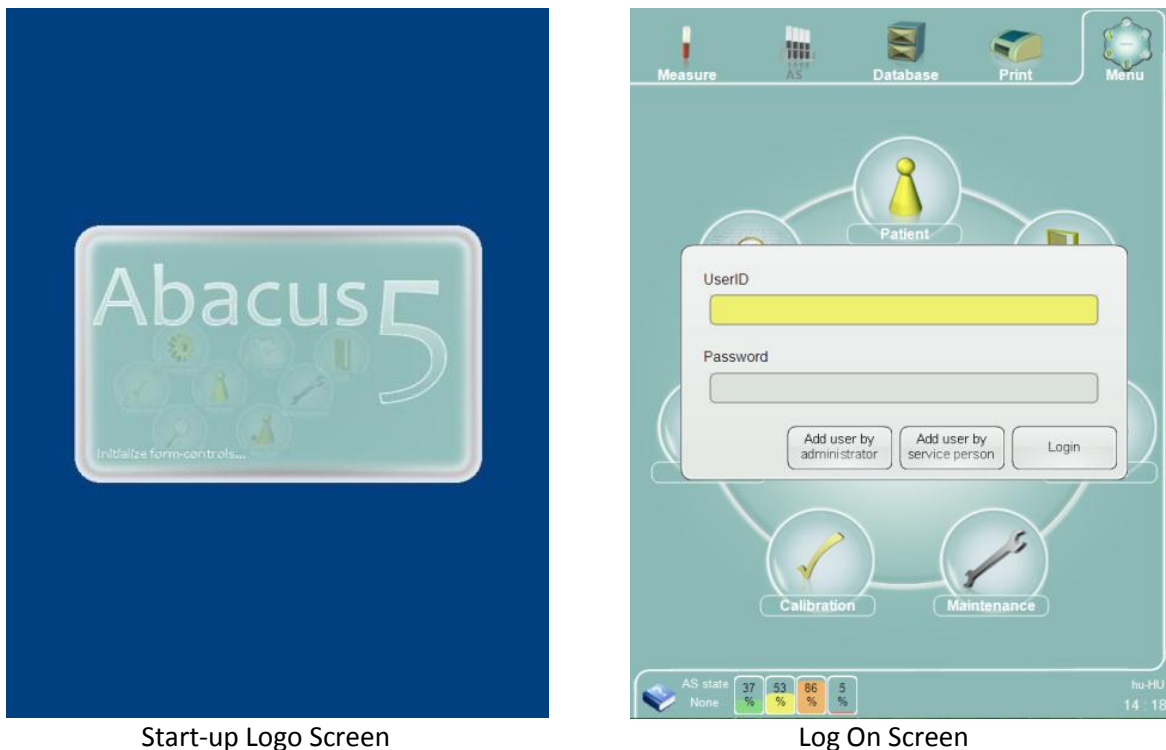 Abacus 5
Initialize form-controls...
Start-up Logo Screen
Measure
AS
Database
Print
Menu
Patient
UserID
Password
Add user by
administrator
Add user by
service person
Login
Calibration
Maintenance
AS state
None
37
%
53
%
86
%
5
%
hu-HU
14 : 18
Log On Screen